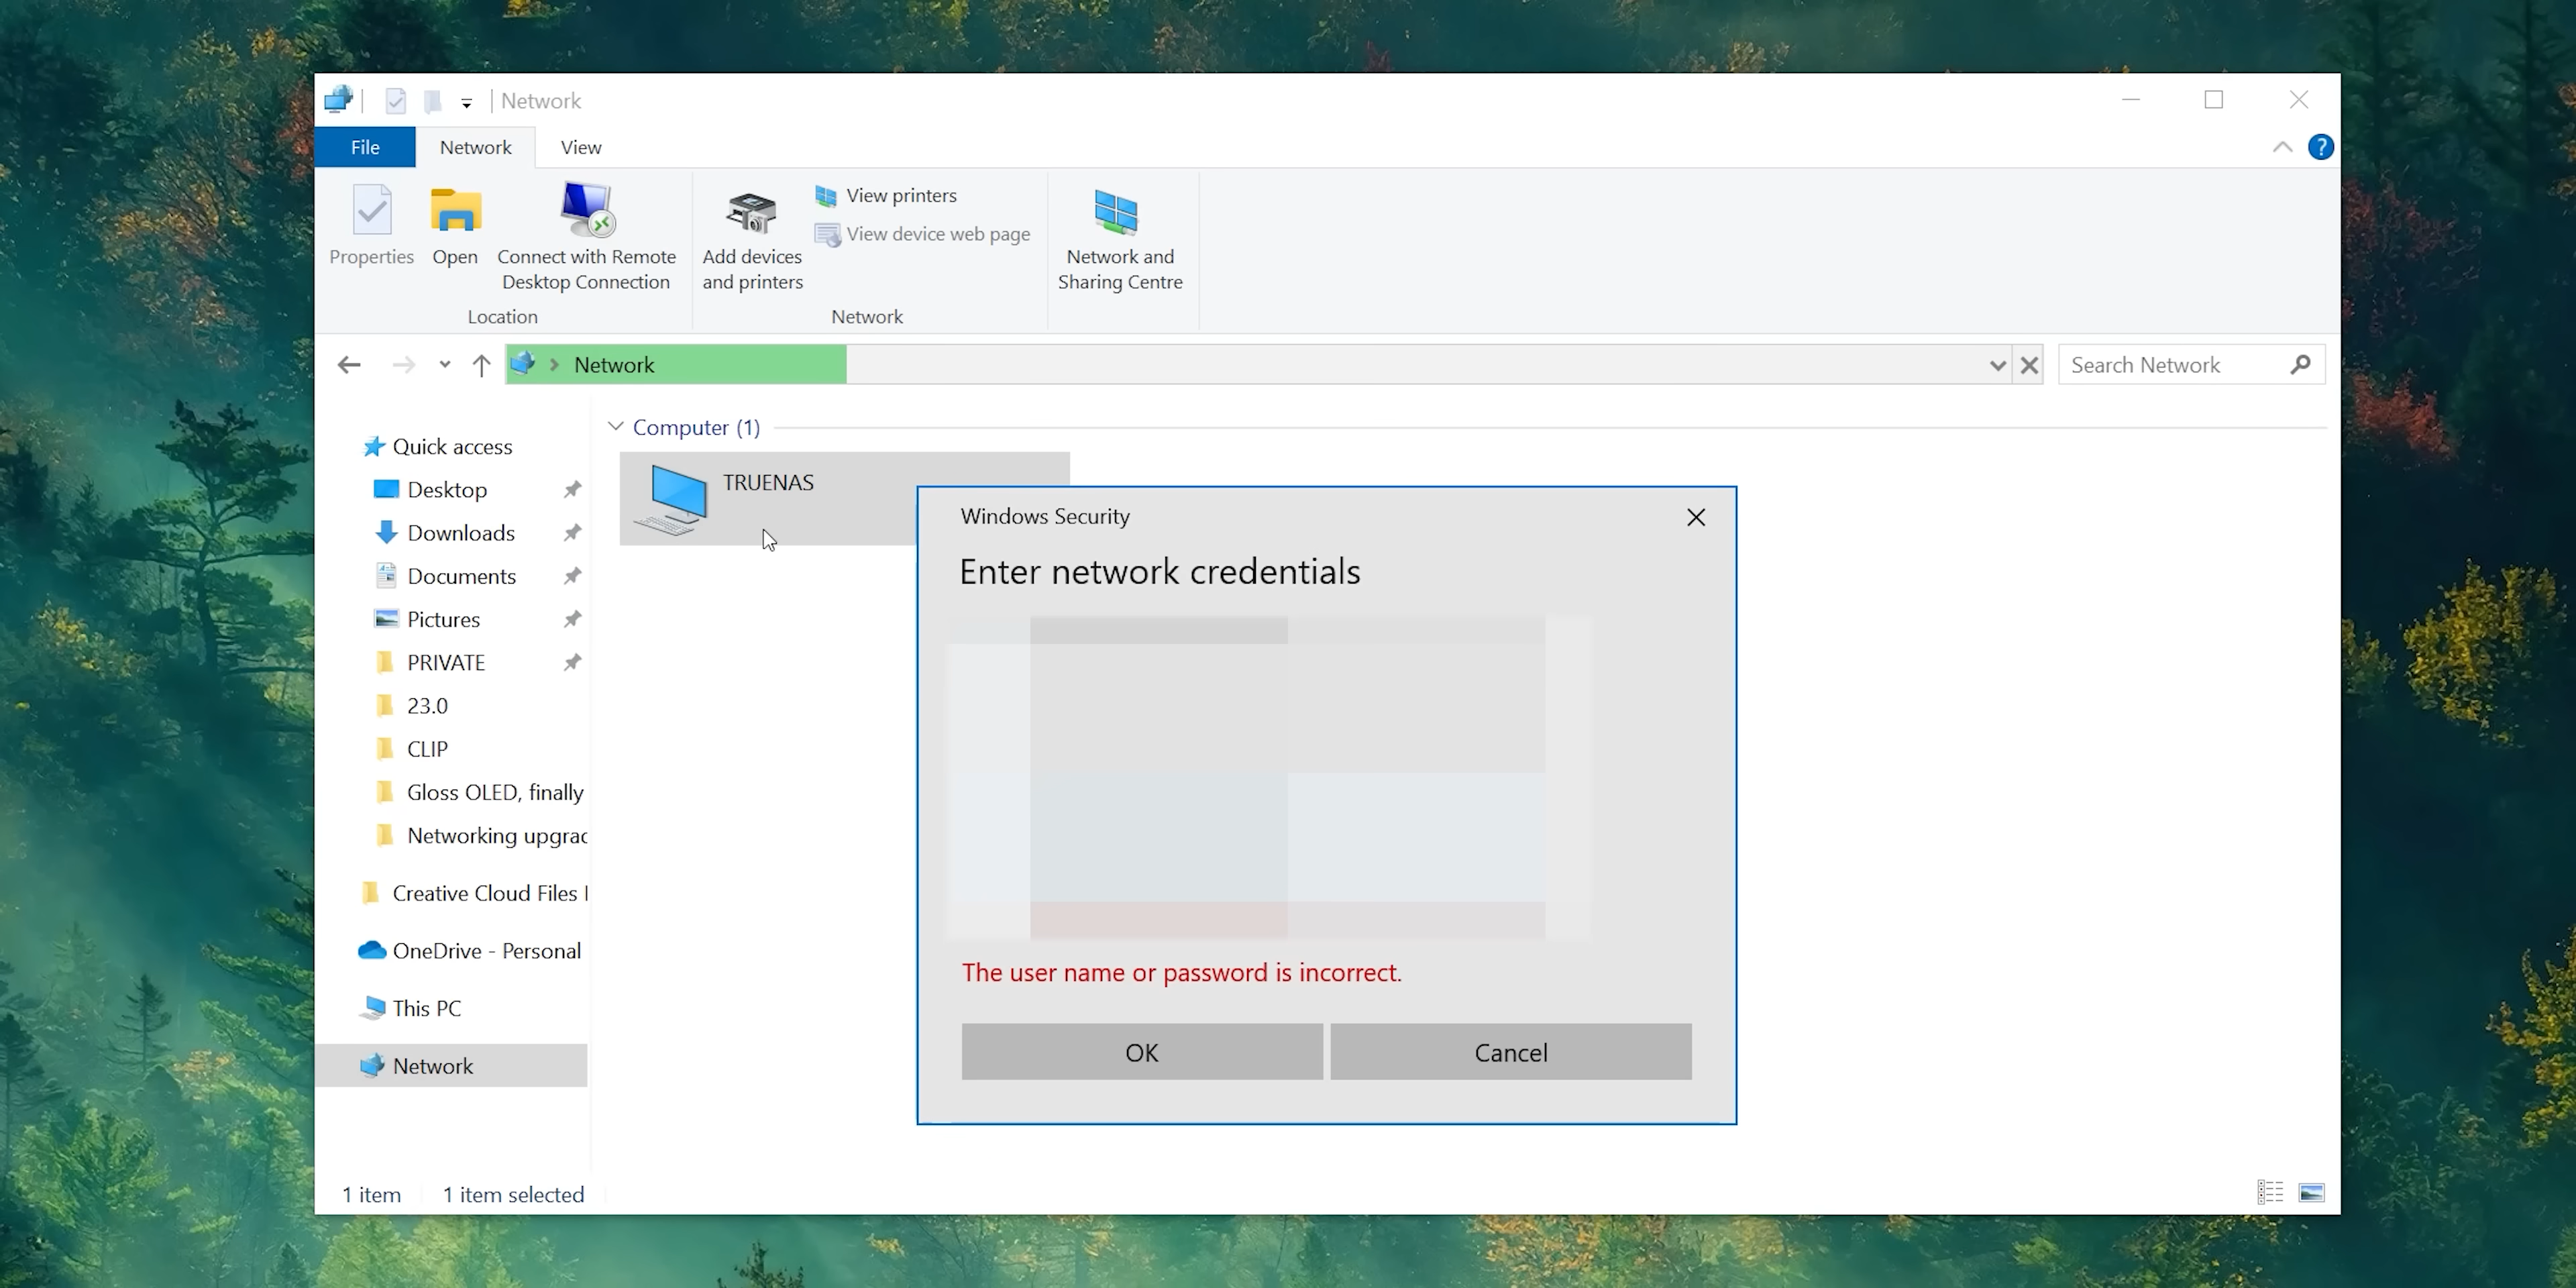 Network
File
Network
View
?
Properties
Open
Connect with Remote
Desktop Connection
Location
Add devices
and printers
View printers
View device web page
Network
Network and
Sharing Centre
Network
Search Network
Quick access
Desktop
Downloads
Documents
Pictures
PRIVATE
23.0
CLIP
Gloss OLED, finally
Networking upgrac
Creative Cloud Files
OneDrive - Personal
This PC
Network
Computer (1)
TRUENAS
Windows Security
Enter network credentials
The user name or password is incorrect.
OK
Cancel
1 item
1 item selected